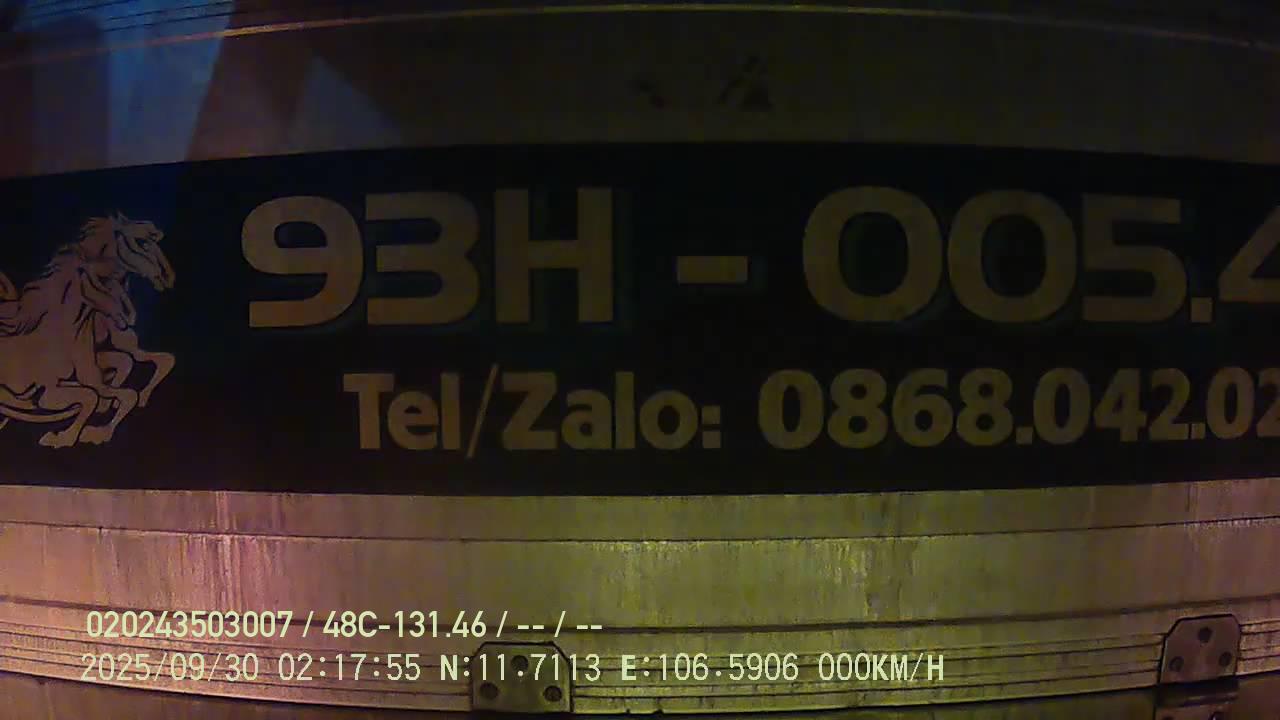 93H - 005.4
Tel/Zalo: 0868.042.02
020243503007 / 48C-131.46 / -- / --
2025/09/30 02:17:55 N:11.7113 E:106.5906 000KM/H